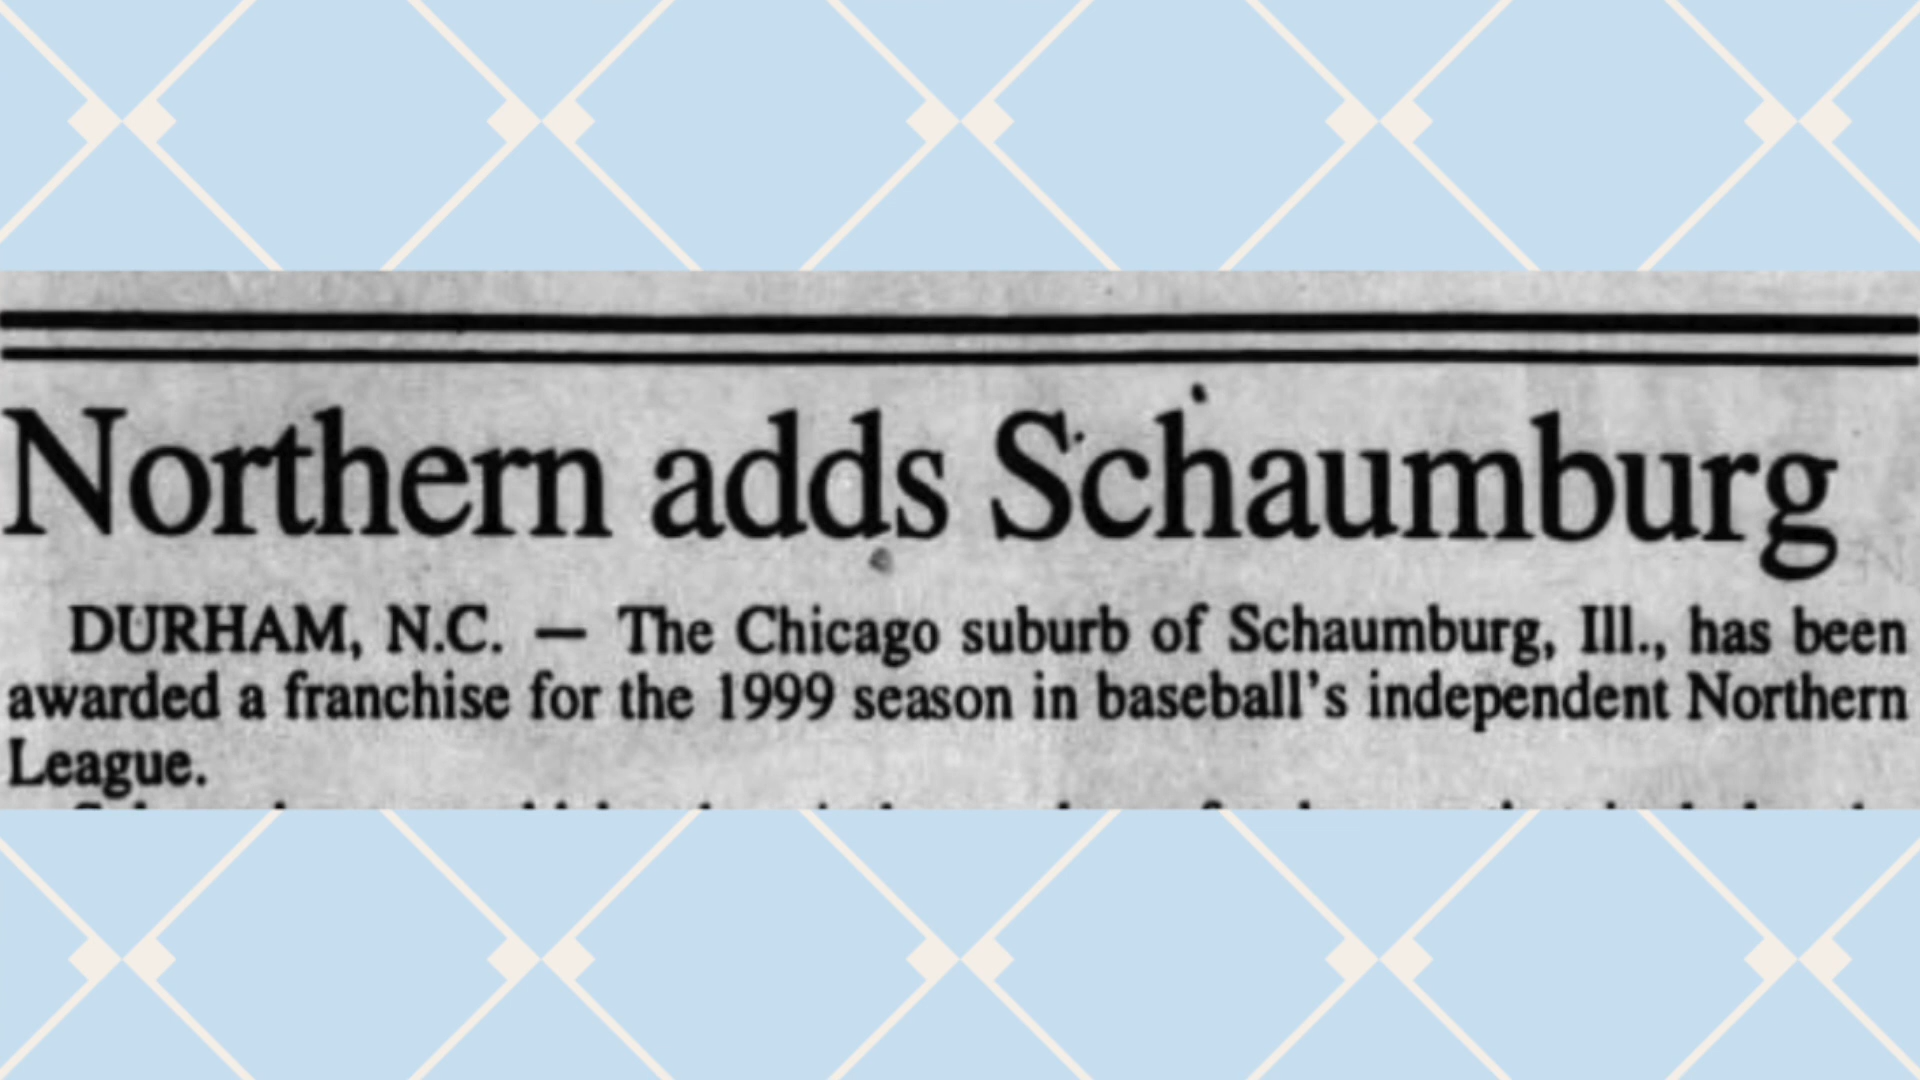 Northern adds Schaumburg
DURHAM, N.C. — The Chicago suburb of Schaumburg, Ill., has been
awarded a franchise for the 1999 season in baseball's independent Northern
League.